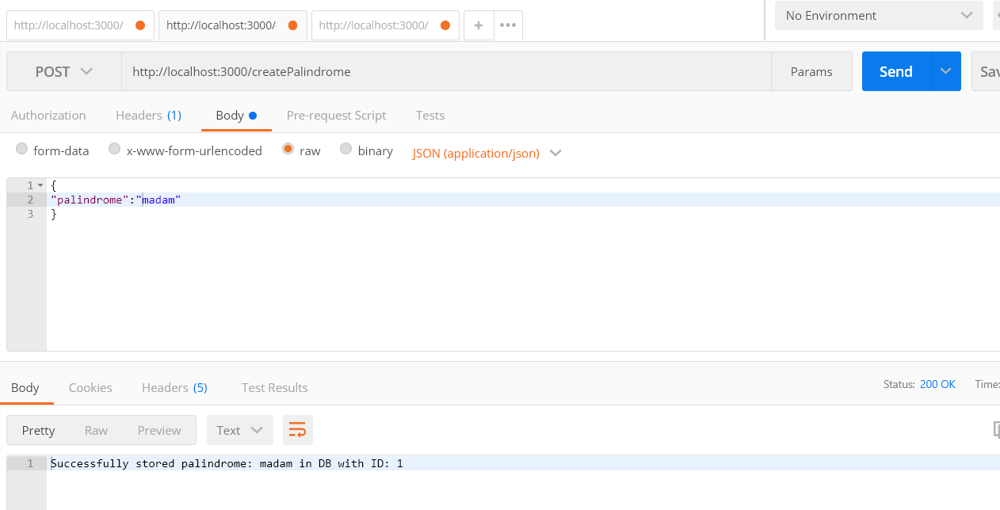 http://localhost:3000/ http://localhost:3000/ http://localhost:3000/ + ••• No Environment
POST http://localhost:3000/createPalindrome Params Send Sav
Authorization Headers (1) Body Pre-request Script Tests
form-data x-www-form-urlencoded raw binary JSON (application/json)
1 {
2 "palindrome":"madam"
3 }
Body Cookies Headers (5) Test Results Status: 200 OK Time:
Pretty Raw Preview Text
1 Successfully stored palindrome: madam in DB with ID: 1